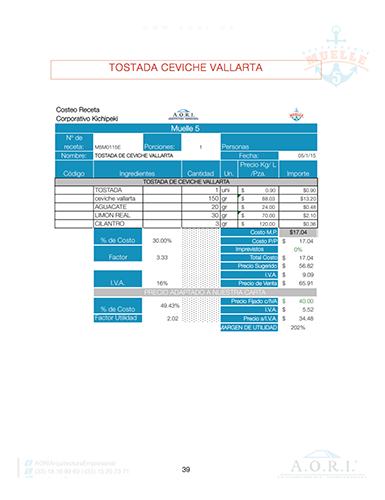 MUELLE
5
TOSTADA CEVICHE VALLARTA
Costeo Receta
Corporativo Kichipeki
A.O.R.I.
Muelle 5
Nº de receta: MBM0115E Porciones: 1 Personas
Nombre: TOSTADA DE CEVICHE VALLARTA Fecha: 05/1/15
Código Ingredientes Cantidad Un. Precio Kg/ L /Pza. Importe
TOSTADA DE CEVICHE VALLARTA
TOSTADA 1 uni $ 0.90 $0.90
ceviche vallarta 150 gr $ 88.03 $13.20
AGUACATE 20 gr $ 24.00 $0.48
LIMON REAL 30 gr $ 70.00 $2.10
CILANTRO 3 gr $ 120.00 $0.36
Costo M.P. $17.04
% de Costo 30.00% Costo P/P $ 17.04
Imprevistos 0%
Factor 3.33 Total Costo $ 17.04
Precio Sugerido $ 56.82
I.V.A. $ 9.09
I.V.A. 16% Precio de Venta $ 65.91
PRECIO ADAPTADO A NUESTRA CARTA
% de Costo 49.43% Precio Fijado c/IVA $ 40.00
I.V.A. $ 5.52
Factor Utilidad 2.02 Precio s/I.V.A. $ 34.48
MARGEN DE UTILIDAD 202%
39
A.O.R.I.